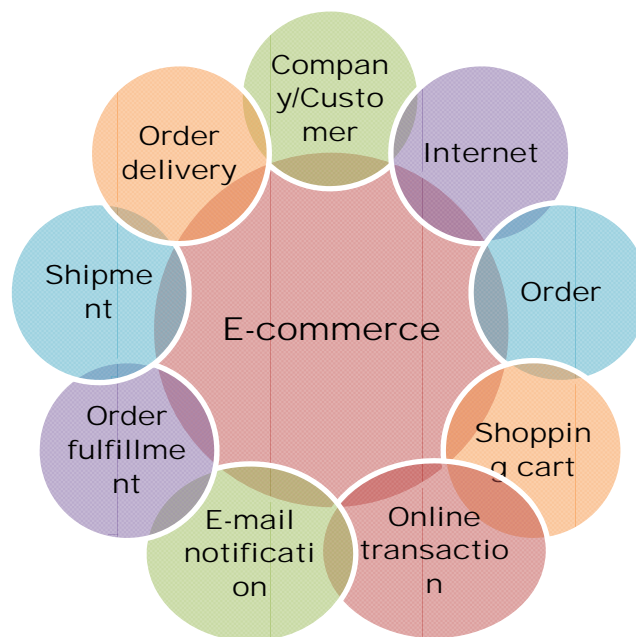 Compan
y/Custo
mer
Internet
Order
Shoppin
g cart
Online
transactio
n
E-mail
notificati
on
Order
fulfillme
nt
Shipme
nt
Order
delivery
E-commerce